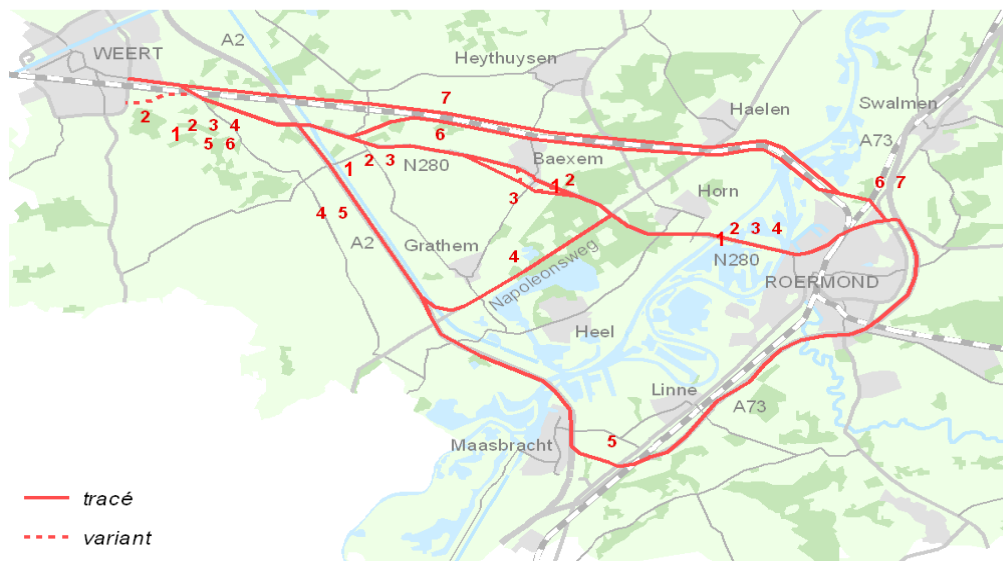 A2
WEERT
Heythuysen
7
Haelen
Swalmen
2
1 2 3 4
5 6
6
A73
1 2 3
N280
Baexem
1 2
3
6 7
Horn
4 5
A2
Grathem
4
Napoleonsweg
1 2 3 4
N280
ROERMOND
Heel
Linne
A73
5
Maasbracht
tracé
variant